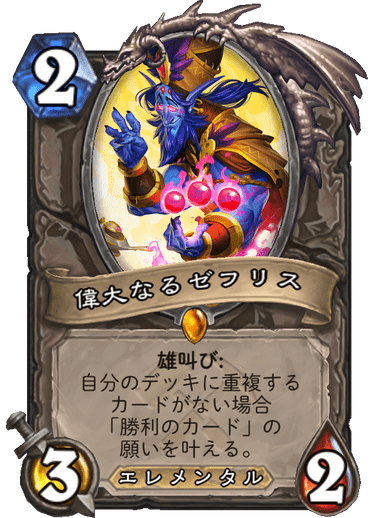 2
偉大なるゼフリス
雄叫び:
自分のデッキに重複する
カードがない場合
「勝利のカード」の
願いを叶える。
エレメンタル
3
2